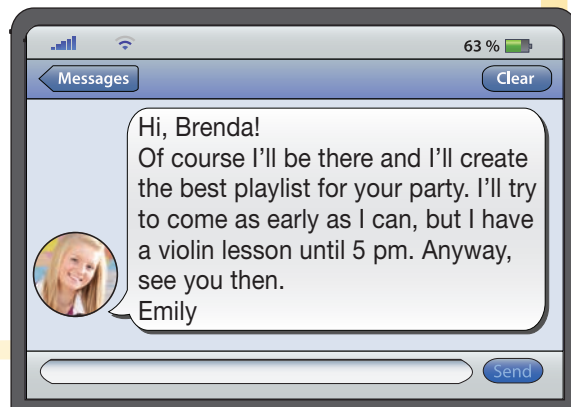 63 %
Messages
Clear
Hi, Brenda!
Of course I'll be there and I'll create
the best playlist for your party. I'll try
to come as early as I can, but I have
a violin lesson until 5 pm. Anyway,
see you then.
Emily
Send